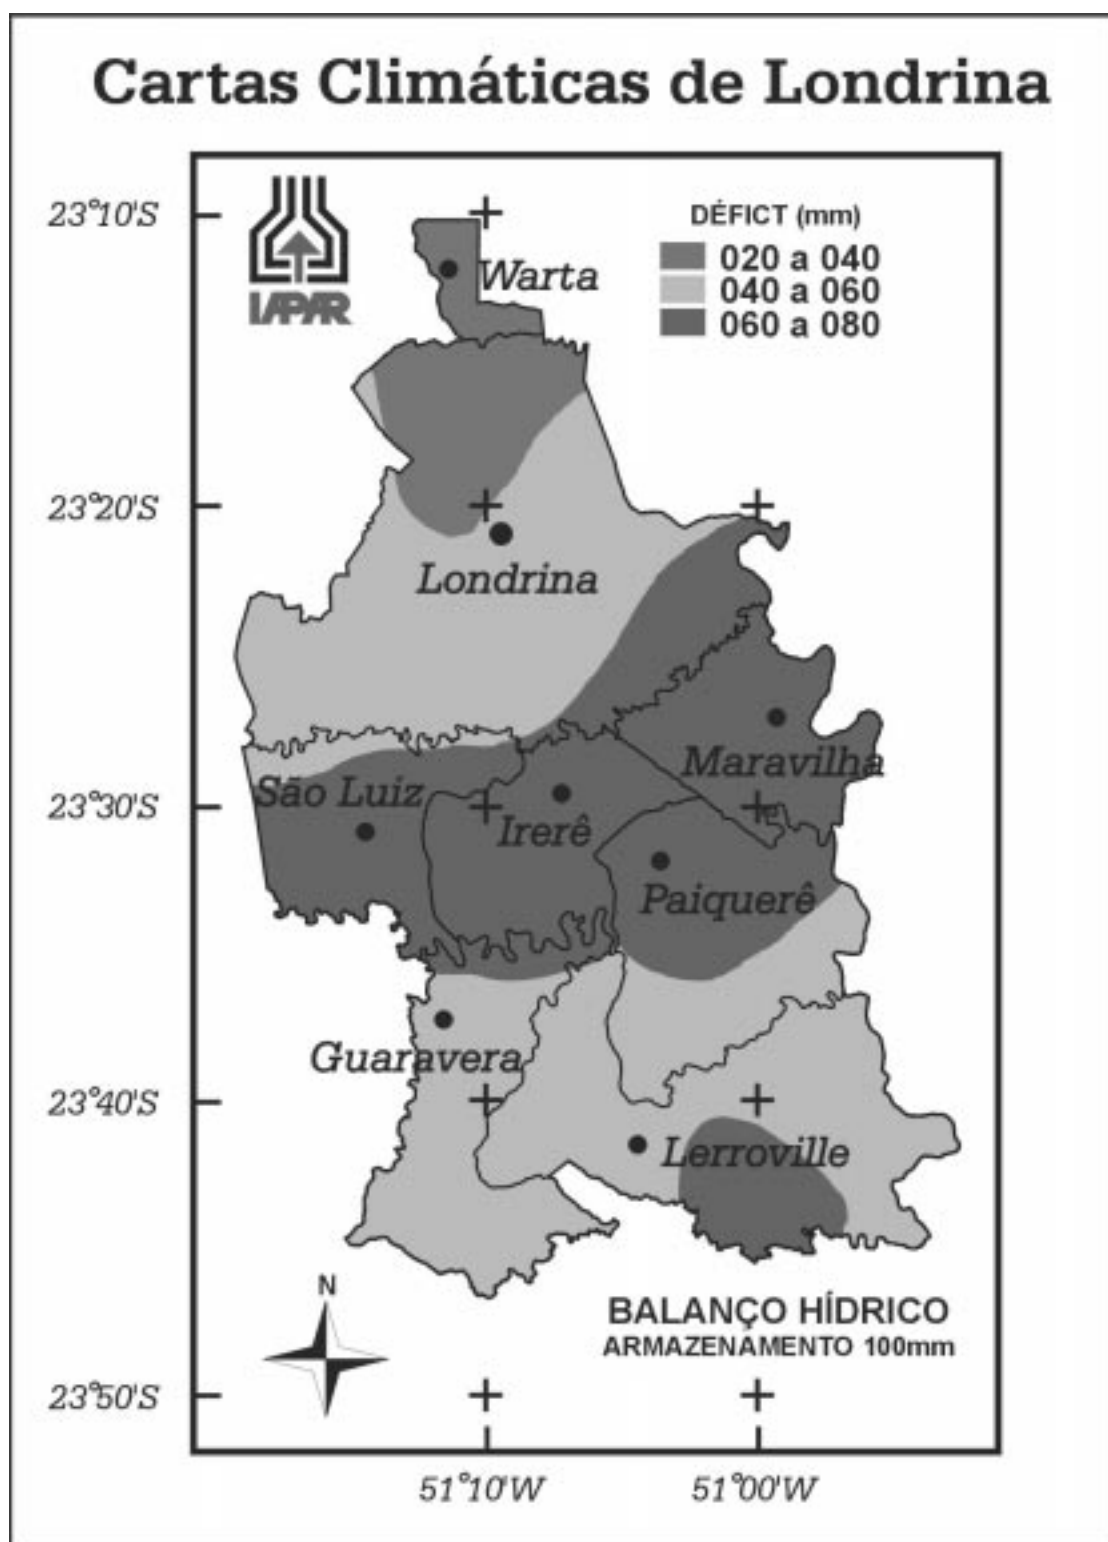 Cartas Climáticas de Londrina
IAPAR
DÉFICT (mm)
020 a 040
040 a 060
060 a 080
23°10'S
Warta
23°20'S
Londrina
Maravilha
São Luiz
23°30'S
Irerê
Paiquerê
Guaravera
23°40'S
Lerroville
N
BALANÇO HÍDRICO
ARMAZENAMENTO 100mm
23°50'S
51°10'W 51°00'W